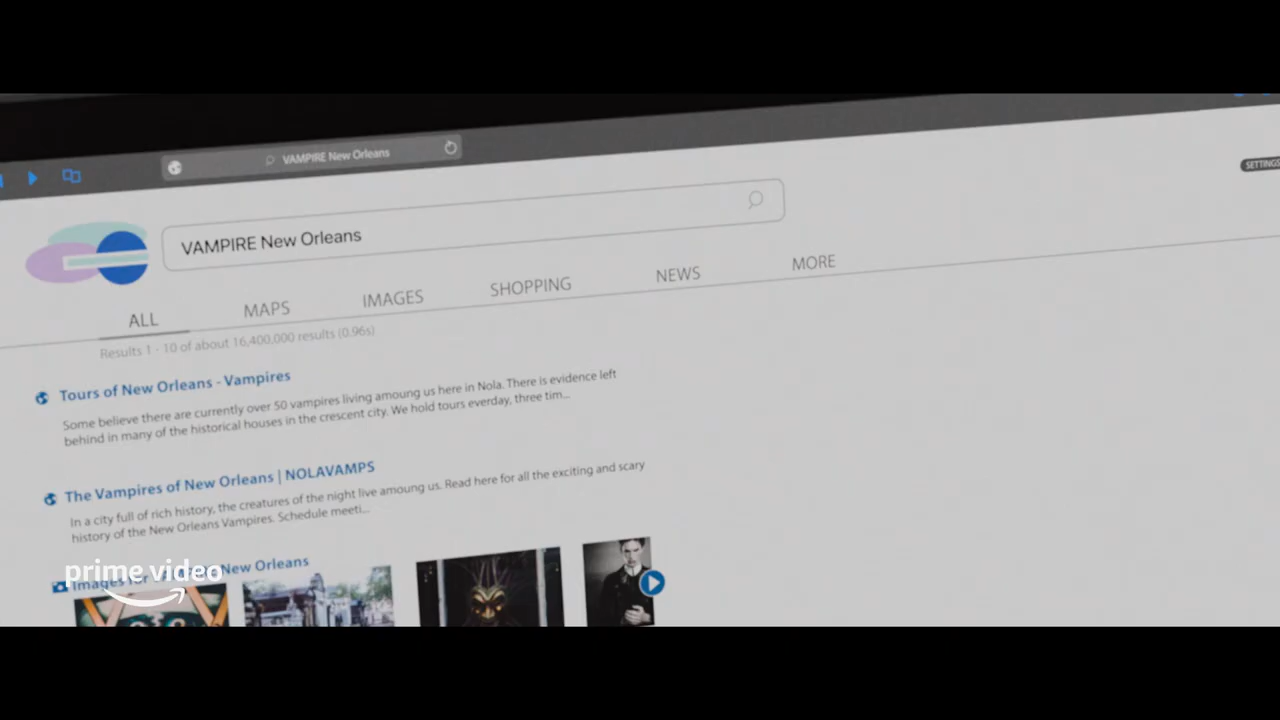 VAMPIRE New Orleans
SETTINGS
VAMPIRE New Orleans
ALL MAPS IMAGES SHOPPING NEWS MORE
Results 1 - 10 of about 16,400,000 results (0.96s)
Tours of New Orleans - Vampires
Some believe there are currently over 50 vampires living amoung us here in Nola. There is evidence left
behind in many of the historical houses in the crescent city. We hold tours everday, three tim...
The Vampires of New Orleans | NOLAVAMPS
In a city full of rich history, the creatures of the night live amoung us. Read here for all the exciting and scary
history of the New Orleans Vampires. Schedule meeti...
Images for New Orleans
prime video